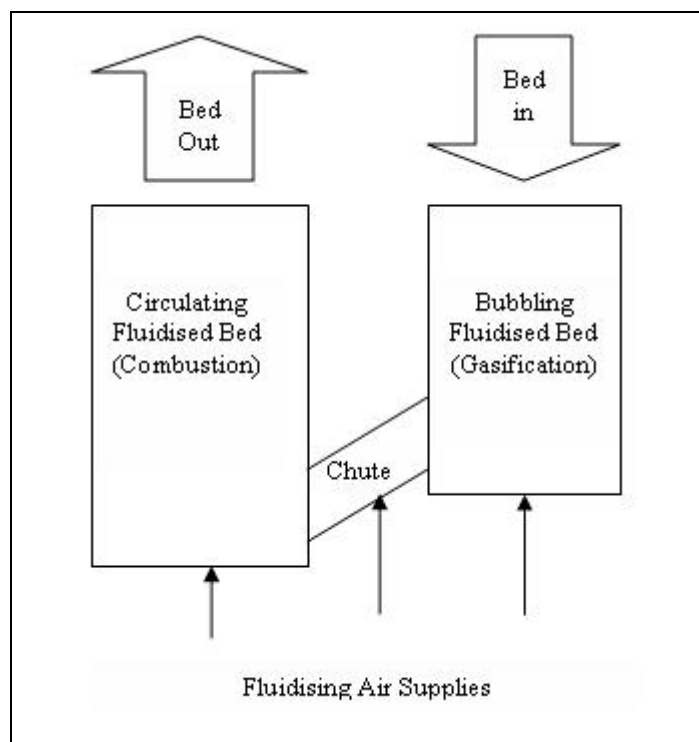 Bed
Out
Bed
in
Circulating
Fluidised Bed
(Combustion)
Bubbling
Fluidised Bed
(Gasification)
Chute
Fluidising Air Supplies